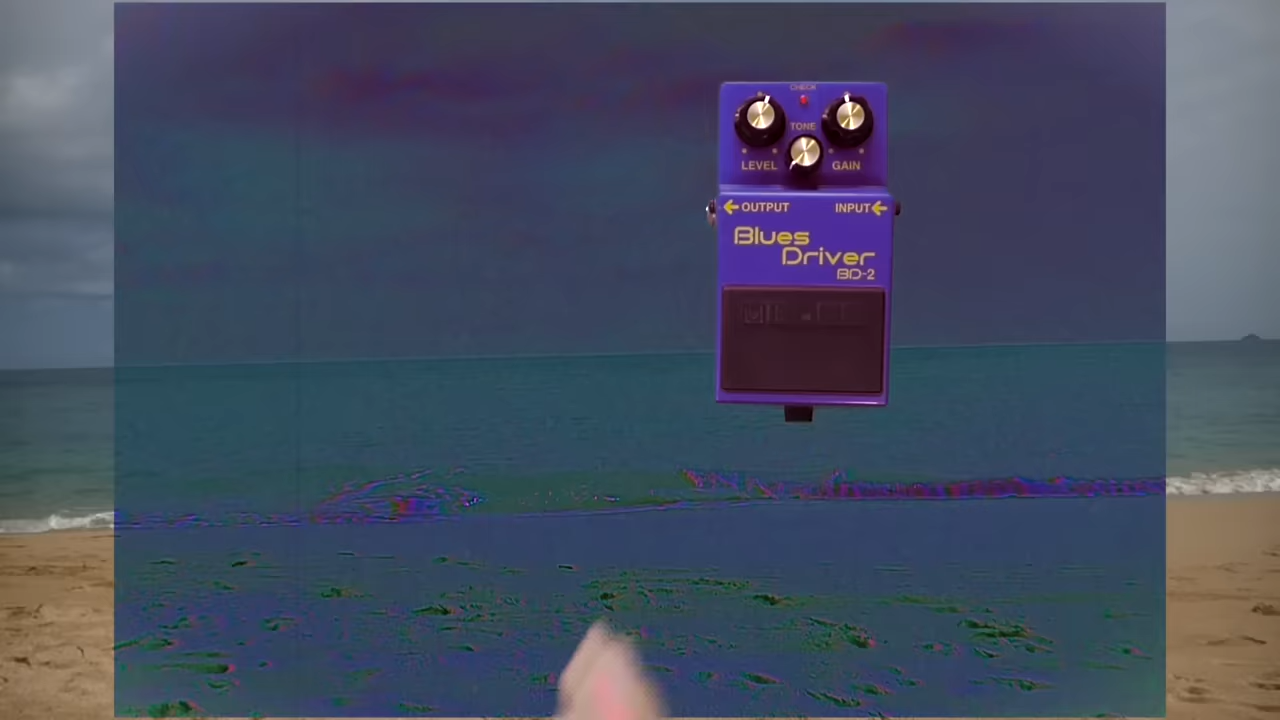 CHECK
TONE
LEVEL
GAIN
OUTPUT
INPUT
Blues
Driver
BD-2